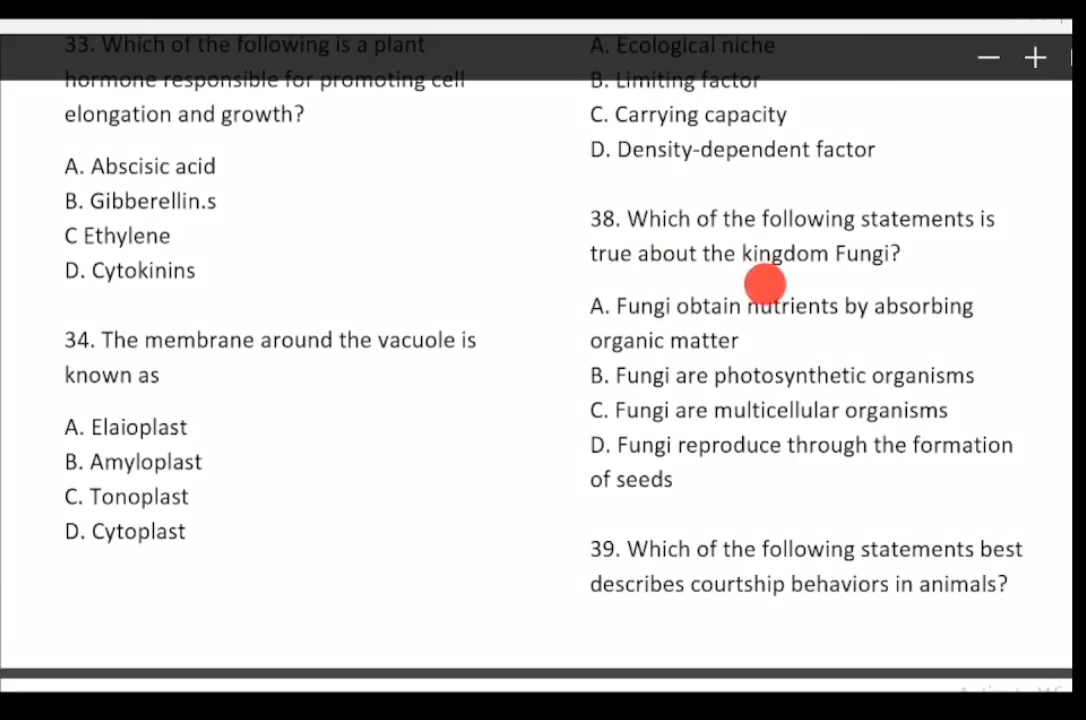 33. Which of the following is a plant
hormone responsible for promoting cell
elongation and growth?
A. Abscisic acid
B. Gibberellin.s
C Ethylene
D. Cytokinins
34. The membrane around the vacuole is
known as
A. Elaioplast
B. Amyloplast
C. Tonoplast
D. Cytoplast
A. Ecological niche
B. Limiting factor
C. Carrying capacity
D. Density-dependent factor
38. Which of the following statements is
true about the kingdom Fungi?
A. Fungi obtain nutrients by absorbing
organic matter
B. Fungi are photosynthetic organisms
C. Fungi are multicellular organisms
D. Fungi reproduce through the formation
of seeds
39. Which of the following statements best
describes courtship behaviors in animals?